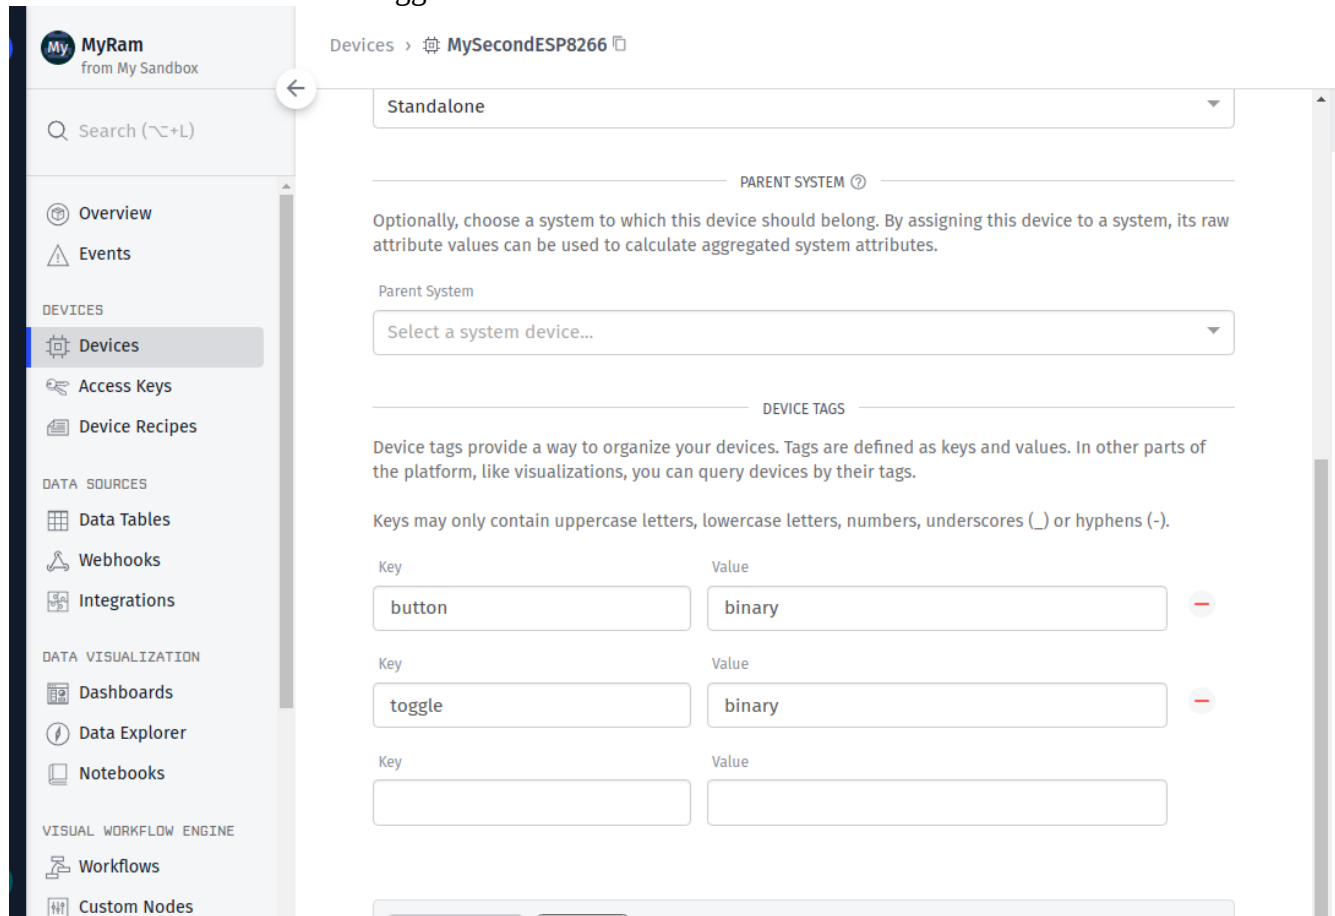 gg
My MyRam
from My Sandbox
Devices › MySecondESP8266
Search (⌥+L)
Overview
Events
DEVICES
Devices
Access Keys
Device Recipes
DATA SOURCES
Data Tables
Webhooks
Integrations
DATA VISUALIZATION
Dashboards
Data Explorer
Notebooks
VISUAL WORKFLOW ENGINE
Workflows
Custom Nodes
Standalone
PARENT SYSTEM ?
Optionally, choose a system to which this device should belong. By assigning this device to a system, its raw
attribute values can be used to calculate aggregated system attributes.
Parent System
Select a system device...
DEVICE TAGS
Device tags provide a way to organize your devices. Tags are defined as keys and values. In other parts of
the platform, like visualizations, you can query devices by their tags.
Keys may only contain uppercase letters, lowercase letters, numbers, underscores (_) or hyphens (-).
Key Value
button binary
Key Value
toggle binary
Key Value